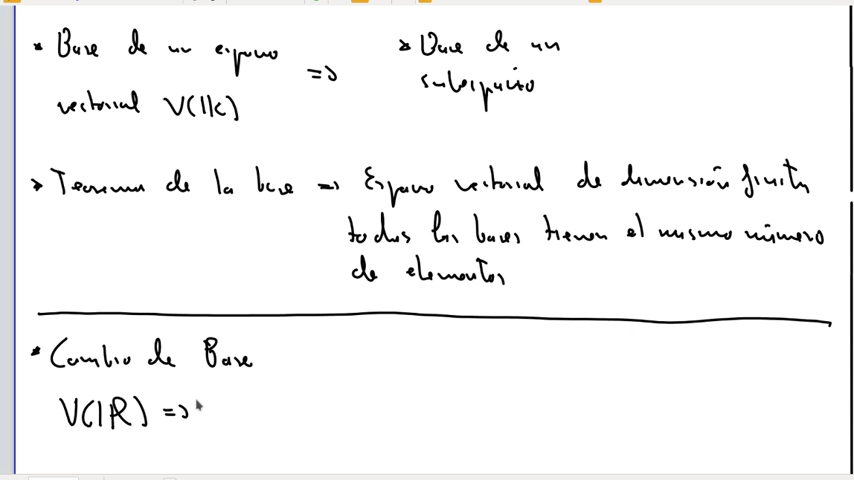 * Base de un espacio
vectorial V(𝕂) => * Base de un
subespacio
* Teorema de la base => Espacio vectorial de dimensión finita
todas las bases tienen el mismo número
de elementos
* Cambio de Base
V(ℝ) =>